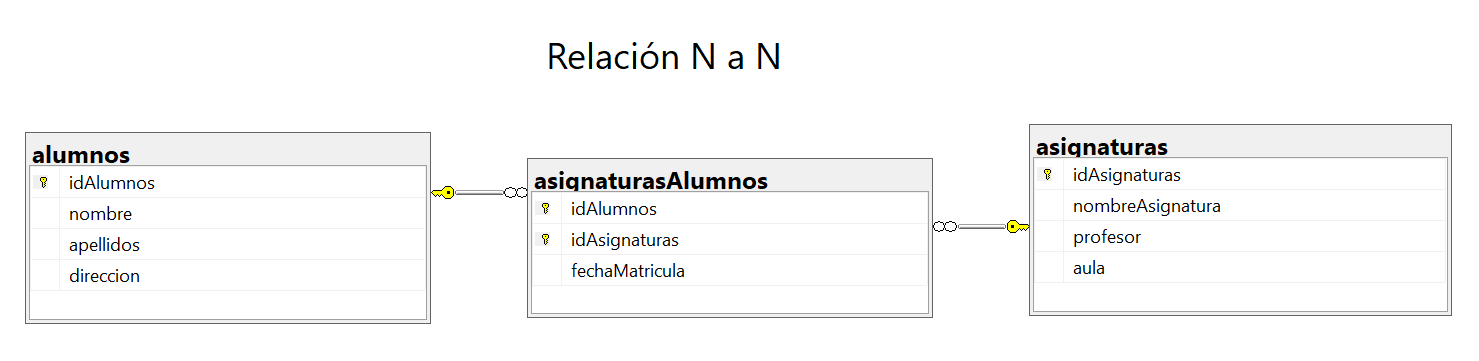 Relación N a N
alumnos
idAlumnos
nombre
apellidos
direccion
asignaturasAlumnos
idAlumnos
idAsignaturas
fechaMatricula
asignaturas
idAsignaturas
nombreAsignatura
profesor
aula